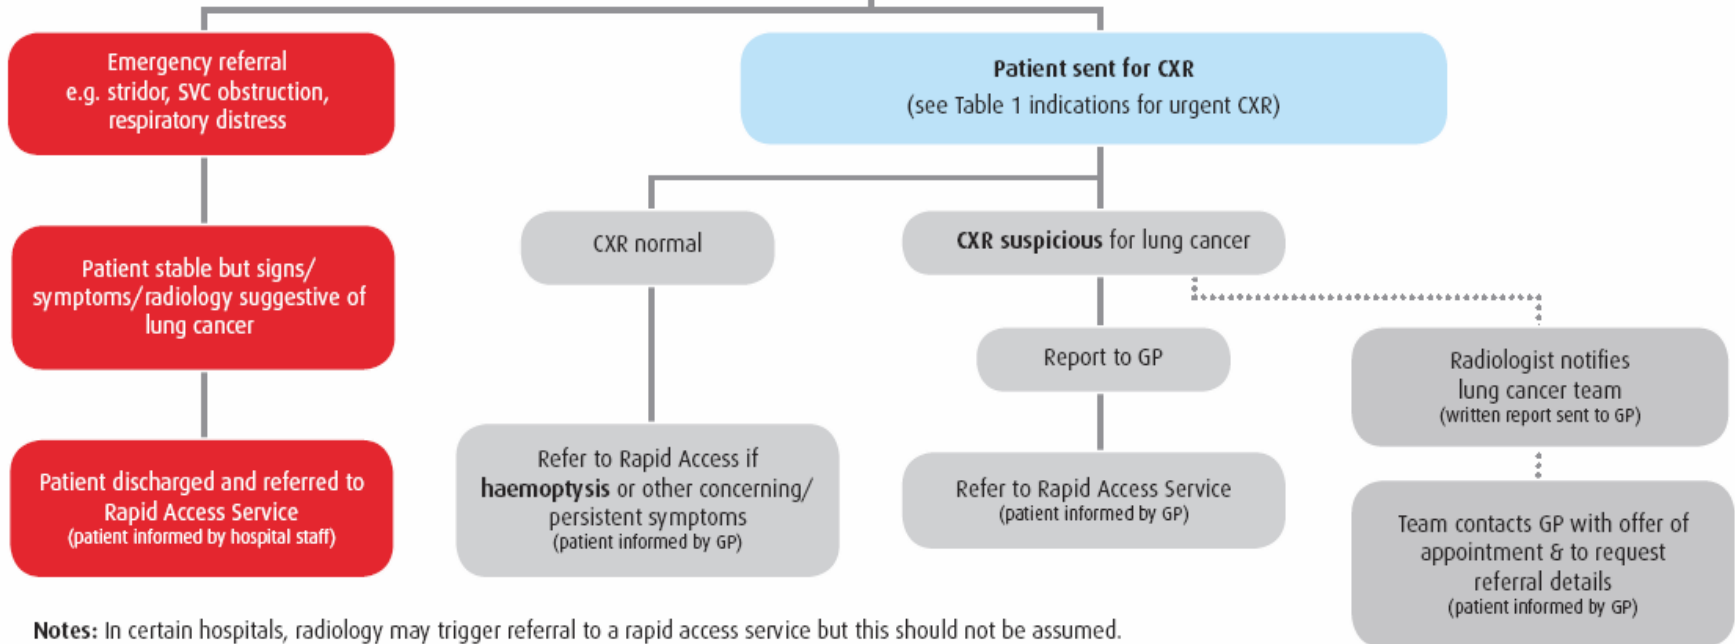 Emergency referral
e.g. stridor, SVC obstruction,
respiratory distress
Patient sent for CXR
(see Table 1 indications for urgent CXR)
Patient stable but signs/
symptoms/radiology suggestive of
lung cancer
CXR normal
CXR suspicious for lung cancer
Report to GP
Radiologist notifies
lung cancer team
(written report sent to GP)
Patient discharged and referred to
Rapid Access Service
(patient informed by hospital staff)
Refer to Rapid Access if
haemoptysis or other concerning/
persistent symptoms
(patient informed by GP)
Refer to Rapid Access Service
(patient informed by GP)
Team contacts GP with offer of
appointment & to request
referral details
(patient informed by GP)
Notes: In certain hospitals, radiology may trigger referral to a rapid access service but this should not be assumed.